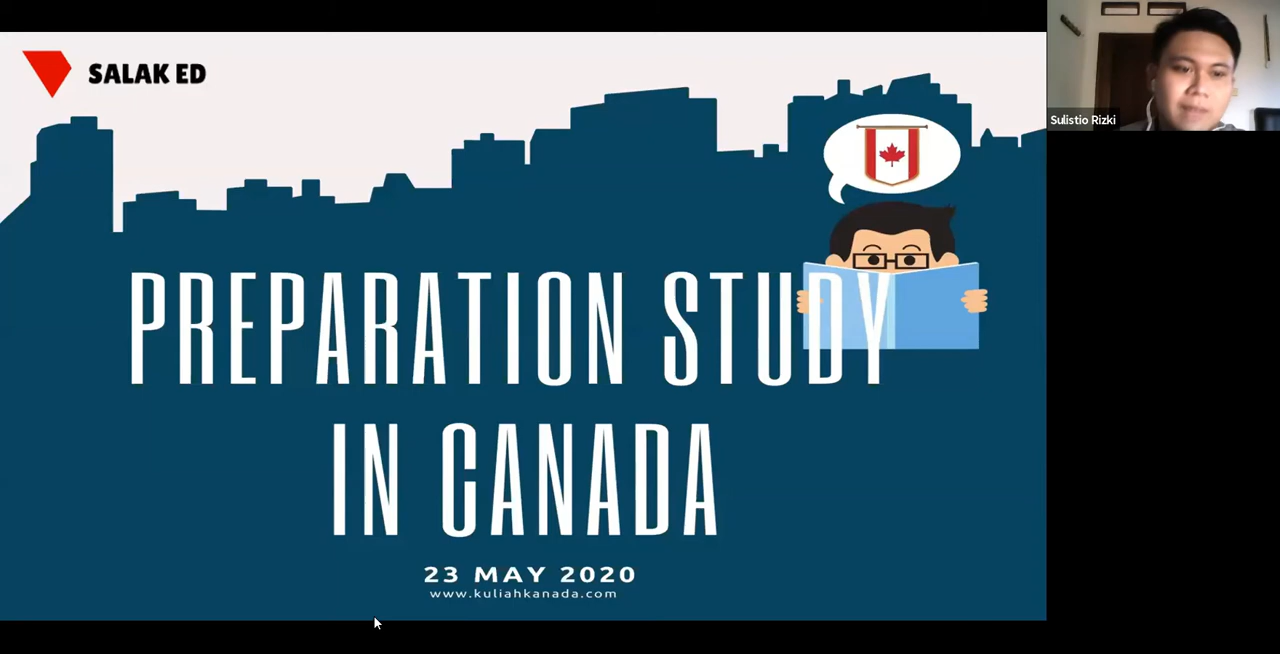 SALAK ED
Sulistio Rizki
PREPARATION STUDY
IN CANADA
23 MAY 2020
www.kuliahkanada.com